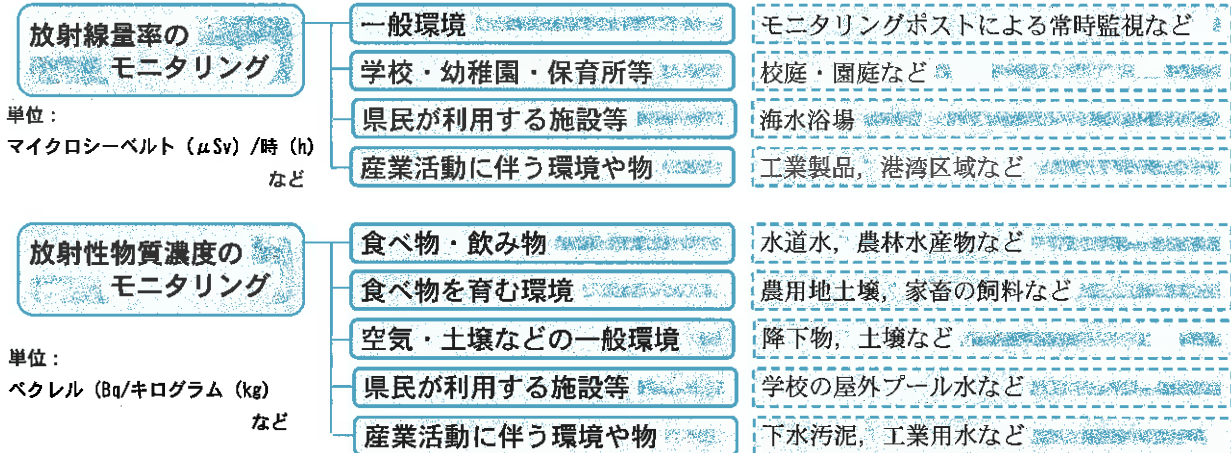 放射線量率の
モニタリング
単位：
マイクロシーベルト（μSv）/時（h）
など
一般環境
モニタリングポストによる常時監視など
学校・幼稚園・保育所等
校庭・園庭など
県民が利用する施設等
海水浴場
産業活動に伴う環境や物
工業製品，港湾区域など
放射性物質濃度の
モニタリング
単位：
ベクレル（Bq/キログラム（kg）
など
食べ物・飲み物
水道水，農林水産物など
食べ物を育む環境
農用地土壌，家畜の飼料など
空気・土壌などの一般環境
降下物，土壌など
県民が利用する施設等
学校の屋外プール水など
産業活動に伴う環境や物
下水汚泥，工業用水など